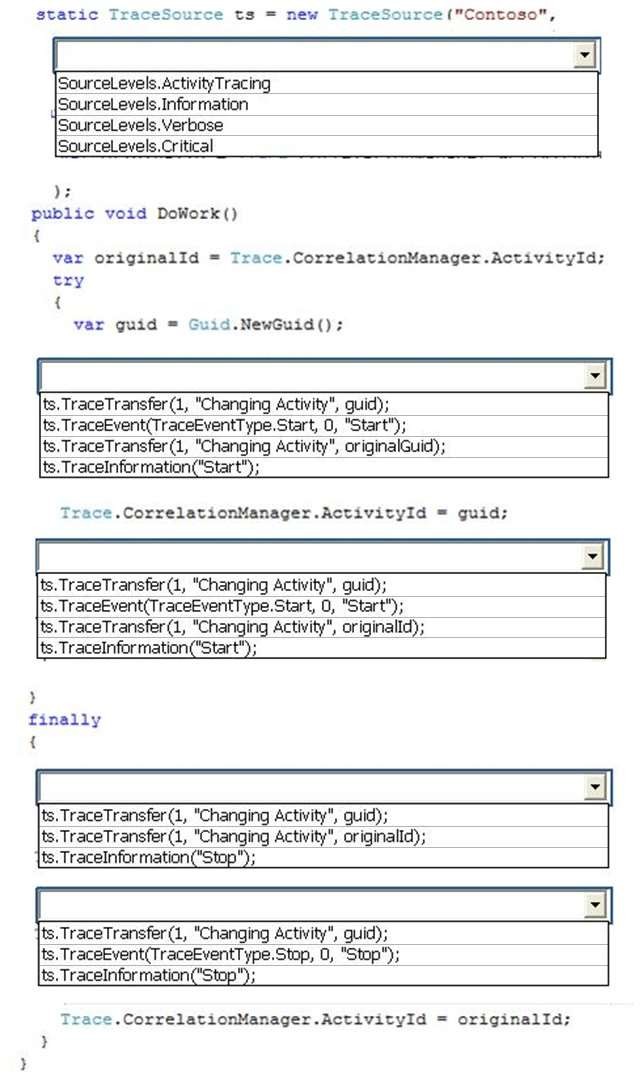 static TraceSource ts = new TraceSource("Contoso",
SourceLevels.ActivityTracing
SourceLevels.Information
SourceLevels.Verbose
SourceLevels.Critical
);
public void DoWork()
{
var originalId = Trace.CorrelationManager.ActivityId;
try
{
var guid = Guid.NewGuid();
ts.TraceTransfer(1, "Changing Activity", guid);
ts.TraceEvent(TraceEventType.Start, 0, "Start");
ts.TraceTransfer(1, "Changing Activity", originalGuid);
ts.TraceInformation("Start");
Trace.CorrelationManager.ActivityId = guid;
ts.TraceTransfer(1, "Changing Activity", guid);
ts.TraceEvent(TraceEventType.Start, 0, "Start");
ts.TraceTransfer(1, "Changing Activity", originalId);
ts.TraceInformation("Start");
}
finally
{
ts.TraceTransfer(1, "Changing Activity", guid);
ts.TraceTransfer(1, "Changing Activity", originalId);
ts.TraceInformation("Stop");
ts.TraceTransfer(1, "Changing Activity", guid);
ts.TraceEvent(TraceEventType.Stop, 0, "Stop");
ts.TraceInformation("Stop");
Trace.CorrelationManager.ActivityId = originalId;
}
}